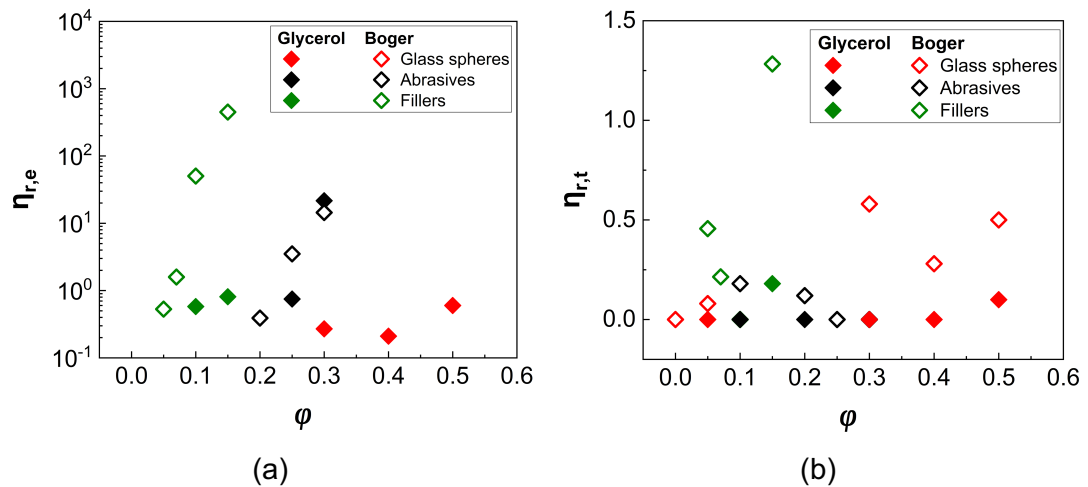 10⁴
10³
10²
10¹
10⁰
10⁻¹
η r,e
0.0 0.1 0.2 0.3 0.4 0.5 0.6
φ
Glycerol Boger
Glass spheres
Abrasives
Fillers
(a)
1.5
1.0
0.5
0.0
η r,t
0.0 0.1 0.2 0.3 0.4 0.5 0.6
φ
Glycerol Boger
Glass spheres
Abrasives
Fillers
(b)